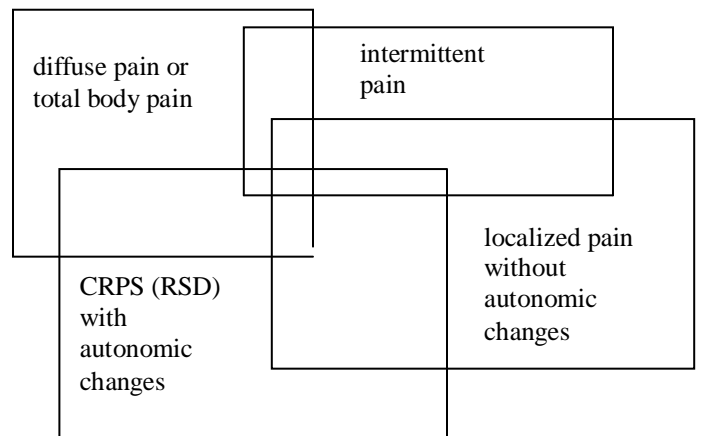 diffuse pain or
total body pain
intermittent
pain
CRPS (RSD)
with
autonomic
changes
localized pain
without
autonomic
changes